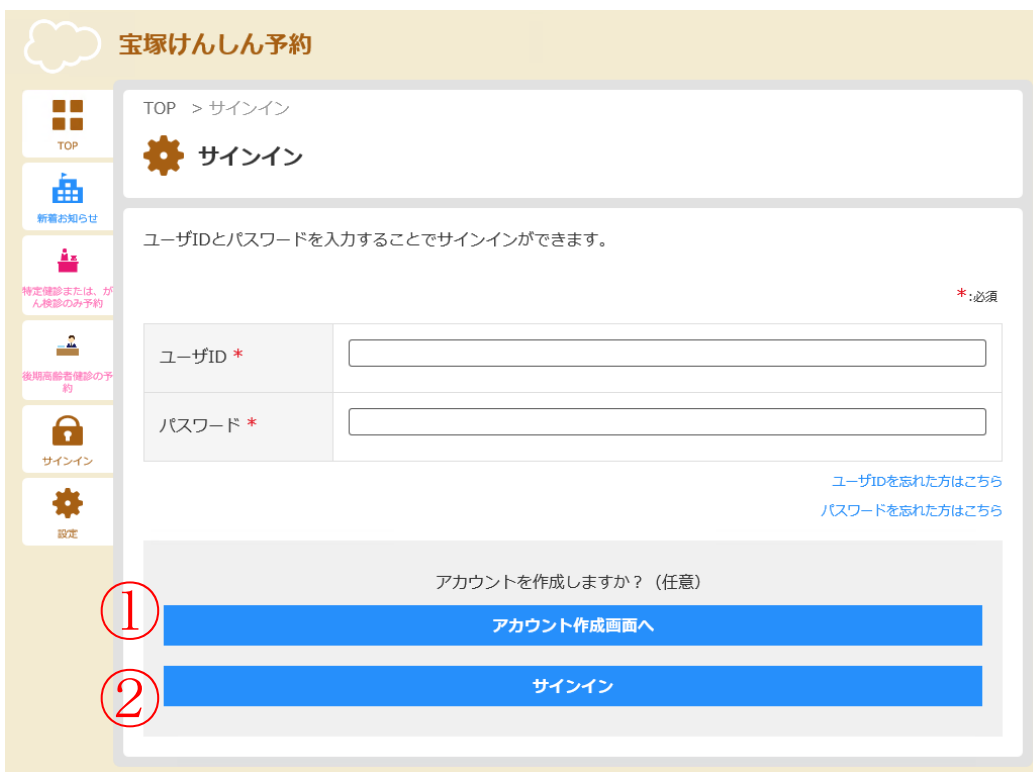 宝塚けんしん予約
TOP
新着お知らせ
特定健診または、が
ん検診のみ予約
後期高齢者健診の予
約
サインイン
設定
TOP > サインイン
サインイン
ユーザIDとパスワードを入力することでサインインができます。
*:必須
ユーザID *
パスワード *
ユーザIDを忘れた方はこちら
パスワードを忘れた方はこちら
アカウントを作成しますか?(任意)
① アカウント作成画面へ
② サインイン